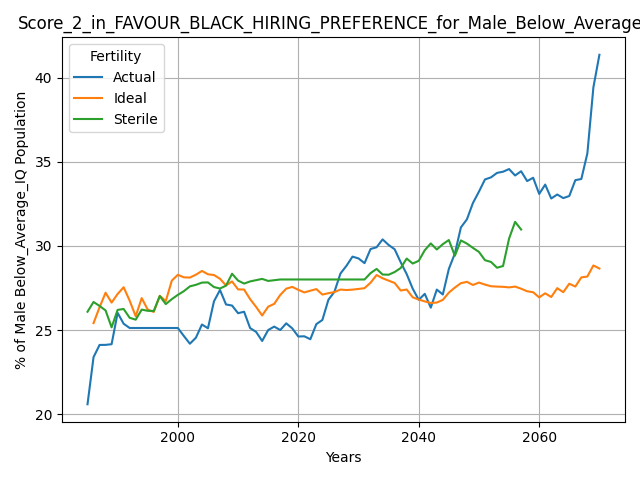 Score_2_in_FAVOUR_BLACK_HIRING_PREFERENCE_for_Male_Below_Average
Fertility
Actual
Ideal
Sterile
% of Male Below_Average_IQ Population
40
35
30
25
20
2000
2020
2040
2060
Years